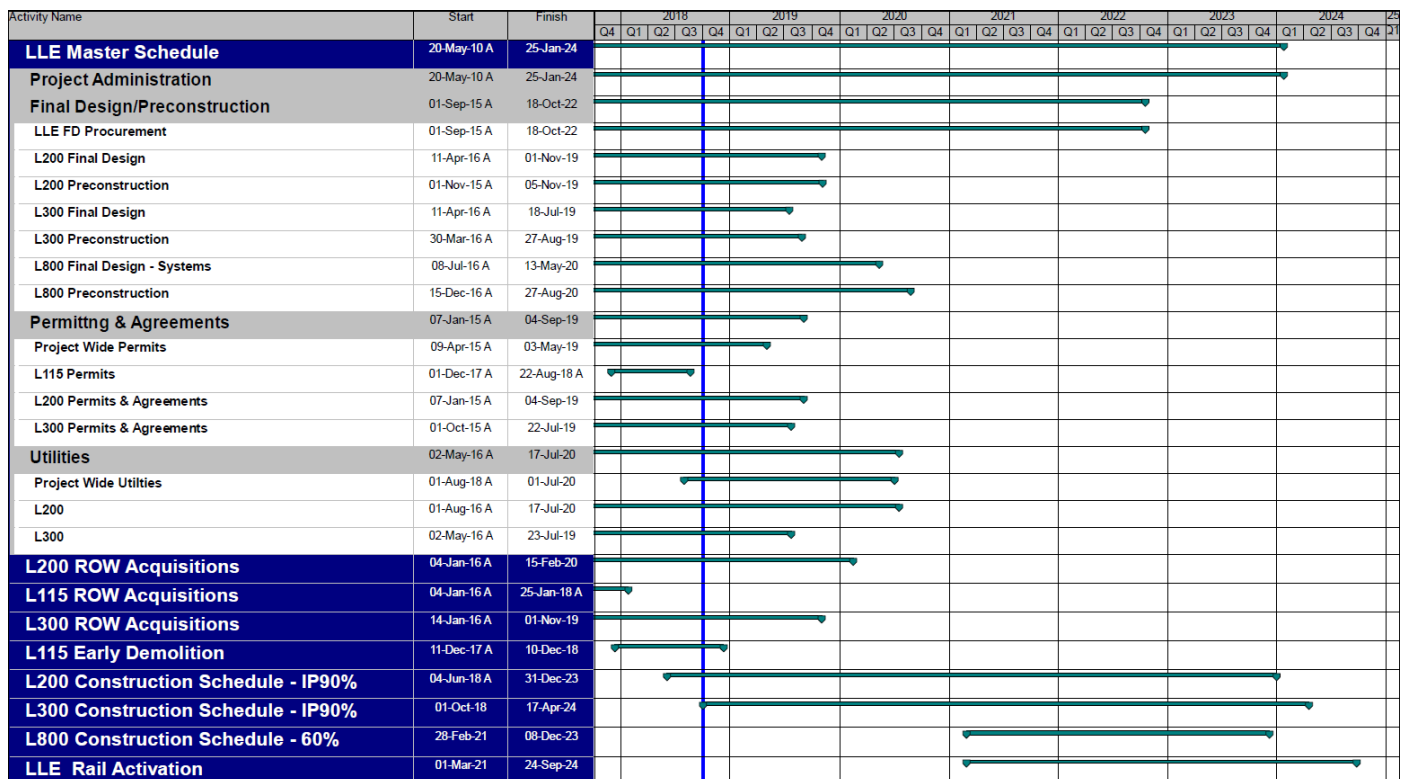 Activity Name Start Finish 2018 2019 2020 2021 2022 2023 2024 25
Q4 Q1 Q2 Q3 Q4 Q1 Q2 Q3 Q4 Q1 Q2 Q3 Q4 Q1 Q2 Q3 Q4 Q1 Q2 Q3 Q4 Q1 Q2 Q3 Q4 Q1 Q2 Q3 Q4 Q1
LLE Master Schedule 20-May-10 A 25-Jan-24
Project Administration 20-May-10 A 25-Jan-24
Final Design/Preconstruction 01-Sep-15 A 18-Oct-22
LLE FD Procurement 01-Sep-15 A 18-Oct-22
L200 Final Design 11-Apr-16 A 01-Nov-19
L200 Preconstruction 01-Nov-15 A 05-Nov-19
L300 Final Design 11-Apr-16 A 18-Jul-19
L300 Preconstruction 30-Mar-16 A 27-Aug-19
L800 Final Design - Systems 08-Jul-16 A 13-May-20
L800 Preconstruction 15-Dec-16 A 27-Aug-20
Permittng & Agreements 07-Jan-15 A 04-Sep-19
Project Wide Permits 09-Apr-15 A 03-May-19
L115 Permits 01-Dec-17 A 22-Aug-18 A
L200 Permits & Agreements 07-Jan-15 A 04-Sep-19
L300 Permits & Agreements 01-Oct-15 A 22-Jul-19
Utilities 02-May-16 A 17-Jul-20
Project Wide Utilties 01-Aug-18 A 01-Jul-20
L200 01-Aug-16 A 17-Jul-20
L300 02-May-16 A 23-Jul-19
L200 ROW Acquisitions 04-Jan-16 A 15-Feb-20
L115 ROW Acquisitions 04-Jan-16 A 25-Jan-18 A
L300 ROW Acquisitions 14-Jan-16 A 01-Nov-19
L115 Early Demolition 11-Dec-17 A 10-Dec-18
L200 Construction Schedule - IP90% 04-Jun-18 A 31-Dec-23
L300 Construction Schedule - IP90% 01-Oct-18 17-Apr-24
L800 Construction Schedule - 60% 28-Feb-21 08-Dec-23
LLE Rail Activation 01-Mar-21 24-Sep-24